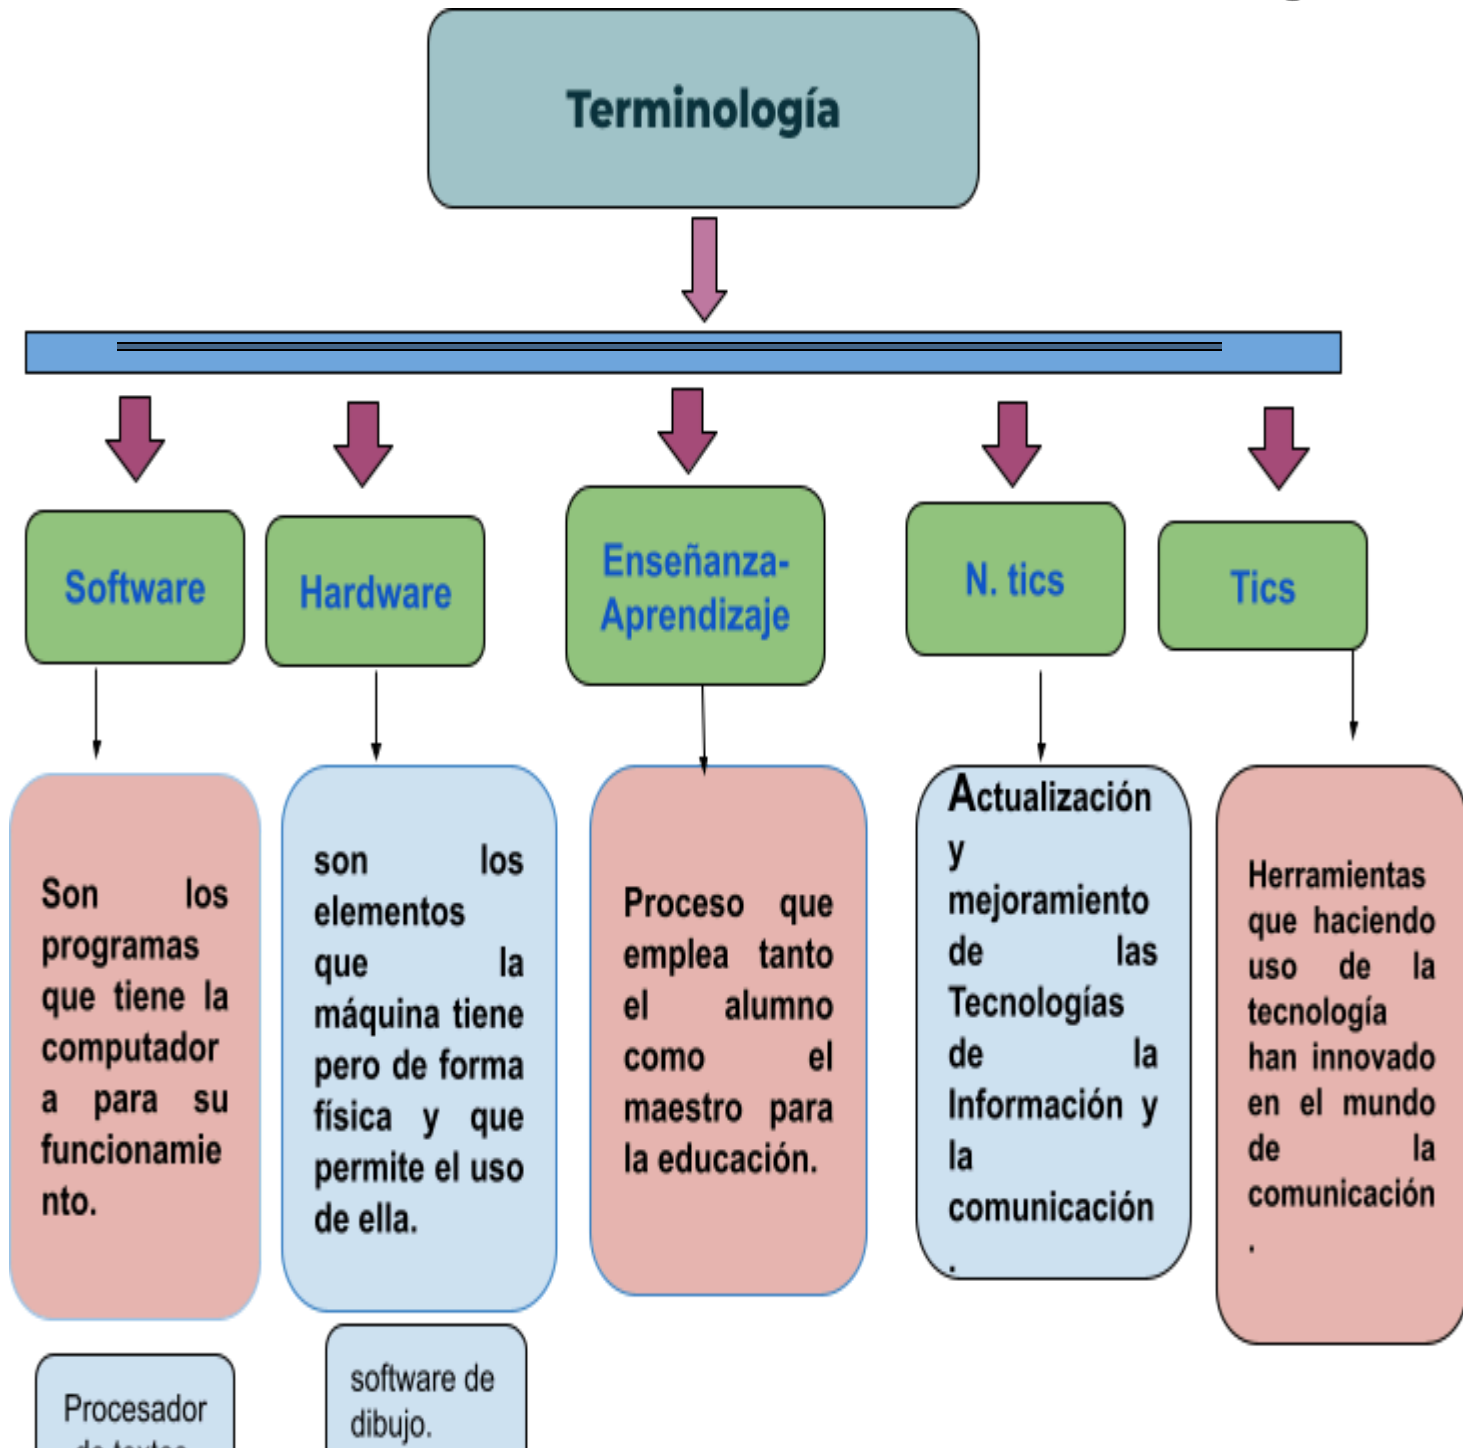 Terminología
Software
Hardware
Enseñanza-
Aprendizaje
N. tics
Tics
Son los
programas
que tiene la
computador
a para su
funcionamie
nto.
son los
elementos
que la
máquina tiene
pero de forma
física y que
permite el uso
de ella.
Proceso que
emplea tanto
el alumno
como el
maestro para
la educación.
Actualización
y
mejoramiento
de las
Tecnologías
de la
Información y
la
comunicación
.
Herramientas
que haciendo
uso de la
tecnología
han innovado
en el mundo
de la
comunicación
.
Procesador
de textos
software de
dibujo.